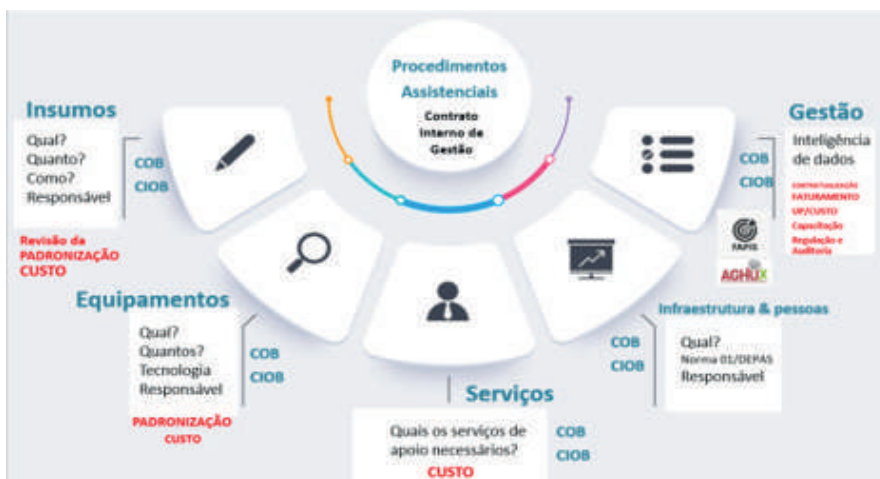 Procedimentos
Assistenciais
Contrato
Interno de
Gestão
Insumos
Qual?
Quanto?
Como?
Responsável
COB
CIOB
Revisão da
PADRONIZAÇÃO
CUSTO
Equipamentos
Qual?
Quantos?
Tecnologia
Responsável
COB
CIOB
PADRONIZAÇÃO
CUSTO
Serviços
Quais os serviços de
apoio necessários?
CUSTO
COB
CIOB
Infraestrutura & pessoas
Qual?
Norma 01/DEPAS
Responsável
COB
CIOB
Gestão
Inteligência
de dados
COB
CIOB
FATURAMENTO
UP/CUSTO
Capacitação
Regulação e
Auditoria
AGHUX